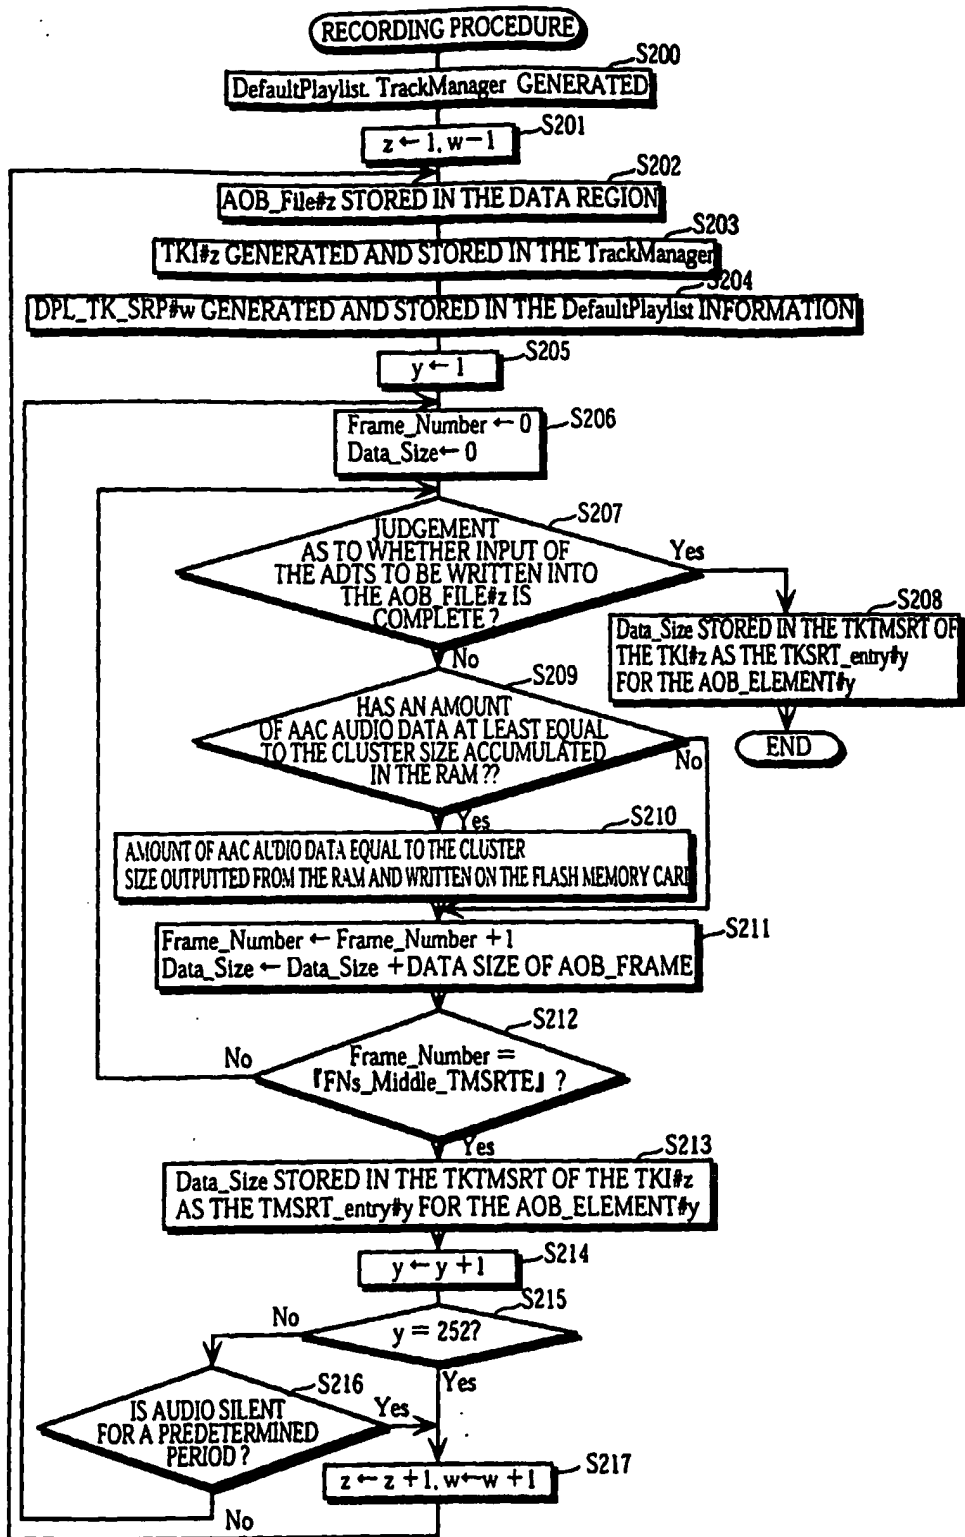 RECORDING PROCEDURE
S200
DefaultPlaylist. TrackManager GENERATED
S201
z ← 1, w−1
S202
AOB_File#z STORED IN THE DATA REGION
S203
TKI#z GENERATED AND STORED IN THE TrackManager
S204
DPL_TK_SRP#w GENERATED AND STORED IN THE DefaultPlaylist INFORMATION
S205
y ← 1
S206
Frame_Number ← 0
Data_Size ← 0
S207
JUDGEMENT
AS TO WHETHER INPUT OF
THE ADTS TO BE WRITTEN INTO
THE AOB_FILE#z IS
COMPLETE ?
Yes
No
S208
Data_Size STORED IN THE TKTMSRT OF
THE TKI#z AS THE TKSRT_entry#y
FOR THE AOB_ELEMENT#y
END
S209
HAS AN AMOUNT
OF AAC AUDIO DATA AT LEAST EQUAL
TO THE CLUSTER SIZE ACCUMULATED
IN THE RAM ??
No
Yes
S210
AMOUNT OF AAC AUDIO DATA EQUAL TO THE CLUSTER
SIZE OUTPUTTED FROM THE RAM AND WRITTEN ON THE FLASH MEMORY CARD
S211
Frame_Number ← Frame_Number +1
Data_Size ← Data_Size +DATA SIZE OF AOB_FRAME
S212
Frame_Number =
『FNs_Middle_TMSRTE』 ?
No
Yes
S213
Data_Size STORED IN THE TKTMSRT OF THE TKI#z
AS THE TMSRT_entry#y FOR THE AOB_ELEMENT#y
S214
y ← y +1
S215
y = 252?
No
Yes
S216
IS AUDIO SILENT
FOR A PREDETERMINED
PERIOD ?
Yes
No
S217
z ← z +1, w←w +1